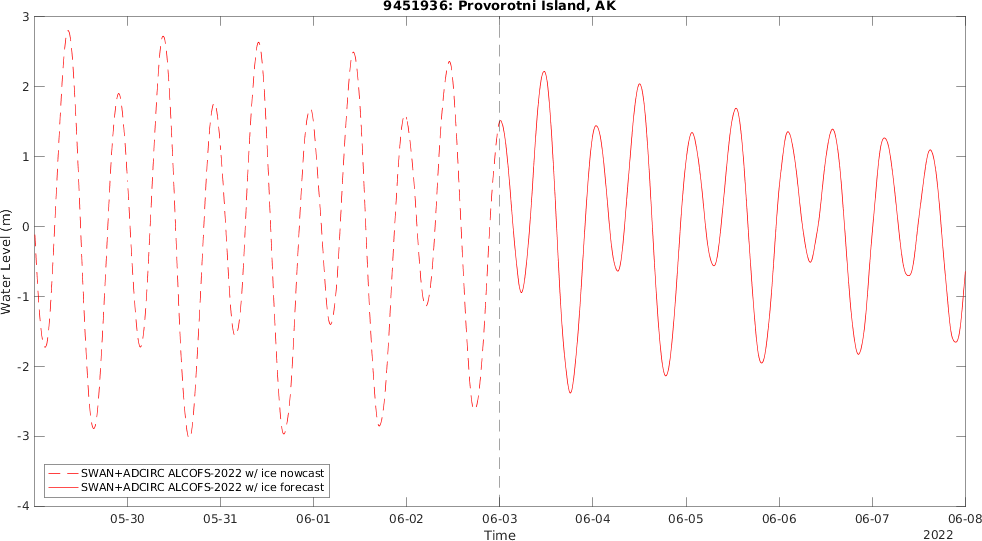 9451936: Provorotni Island, AK
3
2
1
0
-1
-2
-3
-4
Water Level (m)
SWAN+ADCIRC ALCOFS-2022 w/ ice nowcast
SWAN+ADCIRC ALCOFS-2022 w/ ice forecast
05-30 05-31 06-01 06-02 06-03 06-04 06-05 06-06 06-07 06-08
Time
2022